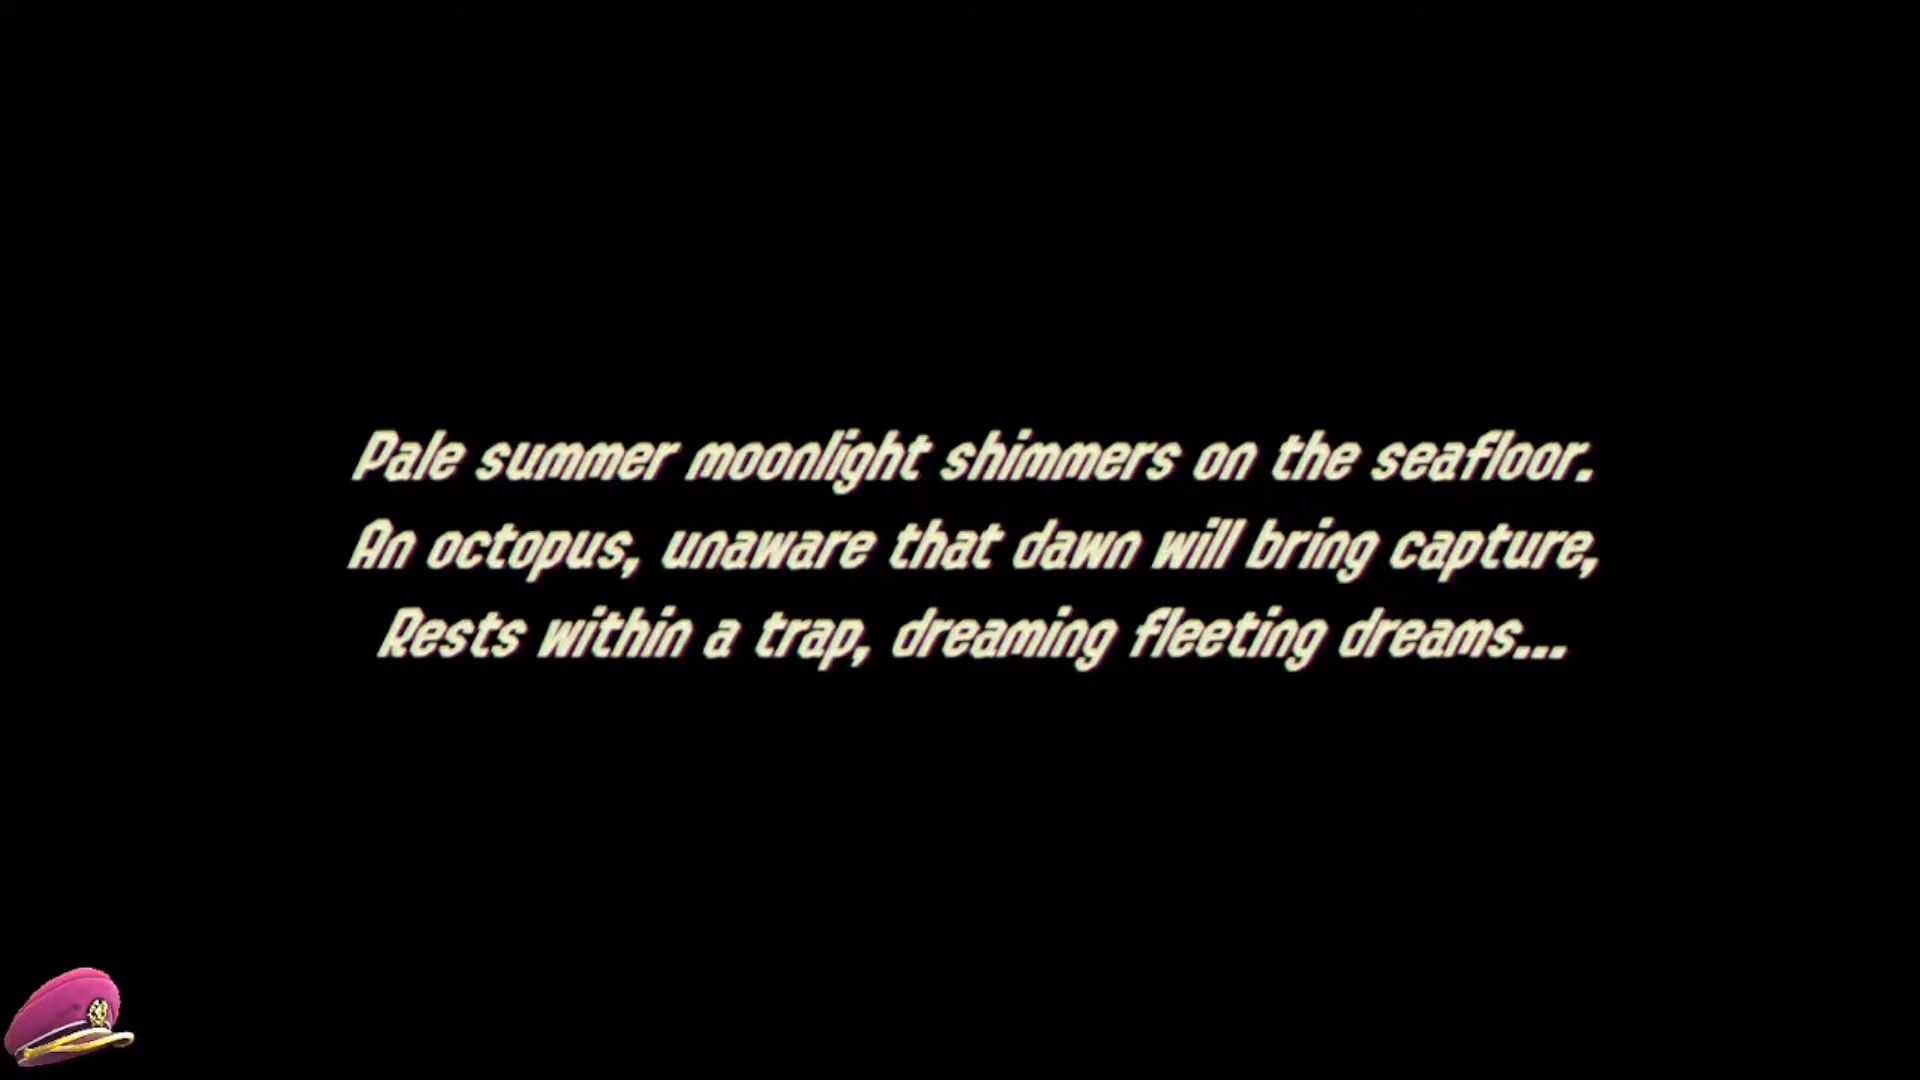 Pale summer moonlight shimmers on the seafloor.
An octopus, unaware that dawn will bring capture,
Rests within a trap, dreaming fleeting dreams...